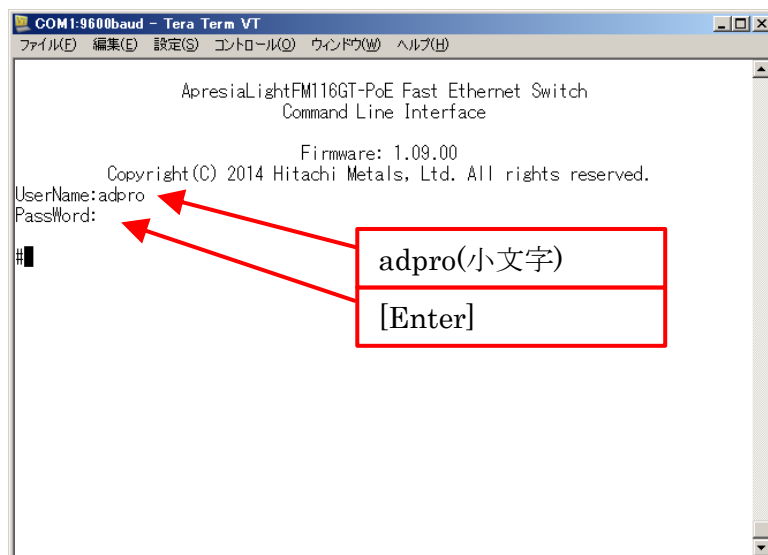 COM1:9600baud - Tera Term VT
ファイル(F) 編集(E) 設定(S) コントロール(O) ウィンドウ(W) ヘルプ(H)
ApresiaLightFM116GT-PoE Fast Ethernet Switch
Command Line Interface
Firmware: 1.09.00
Copyright(C) 2014 Hitachi Metals, Ltd. All rights reserved.
UserName:adpro
PassWord:
#
adpro(小文字)
[Enter]